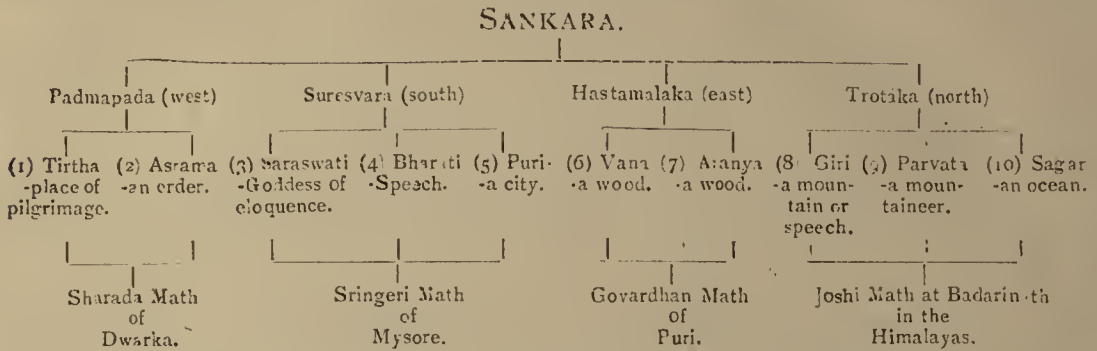 SANKARA.
Padmapada (west) Suresvara (south) Hastamalaka (east) Trotika (north)
(1) Tirtha (2) Asrama (3) Saraswati (4) Bharati (5) Puri- (6) Vana (7) Aranya (8) Giri (9) Parvata (10) Sagar
-place of -an order. -Goddess of -Speech. a city. -a wood. -a wood. -a moun- -a moun- -an ocean.
pilgrimage. eloquence. tain or taineer.
speech.
Sharada Math Sringeri Math Govardhan Math Joshi Math at Badarinath
of of of in the
Dwarka. Mysore. Puri. Himalayas.